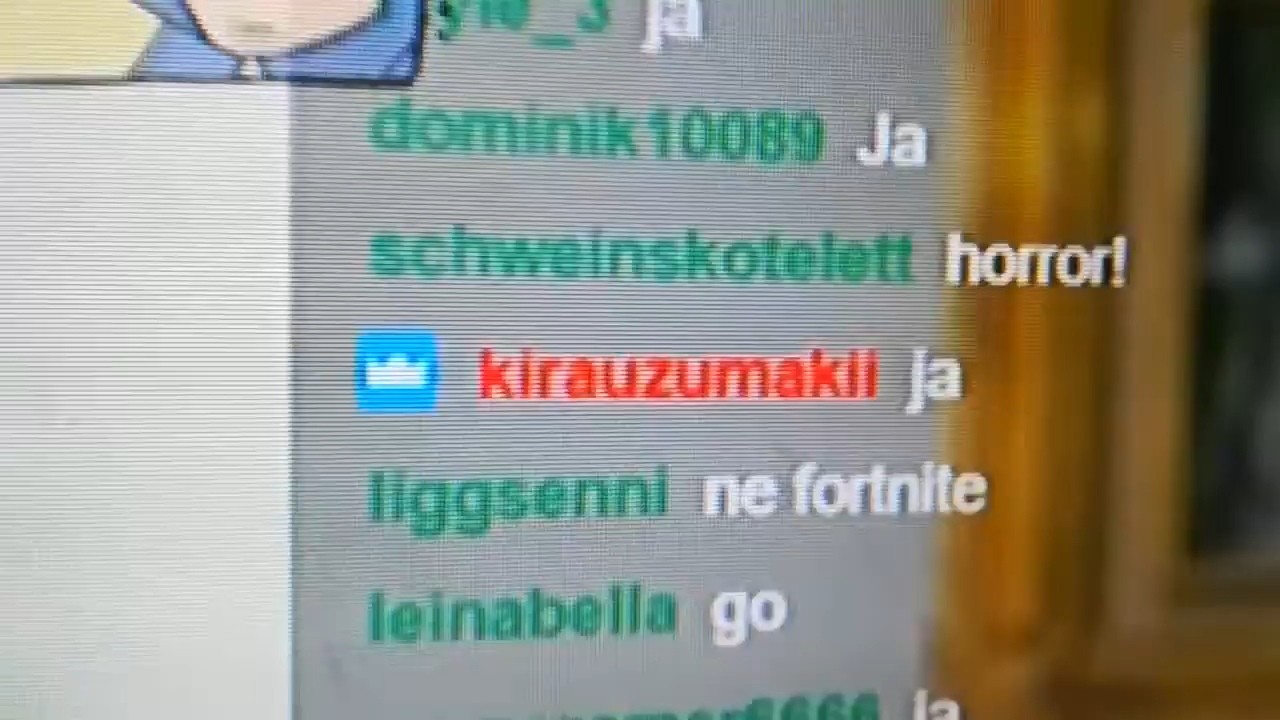 ja
dominik10089 Ja
schweinskotelett horror!
kirauzumakii ja
liggsenni ne fortnite
leinabella go
ja